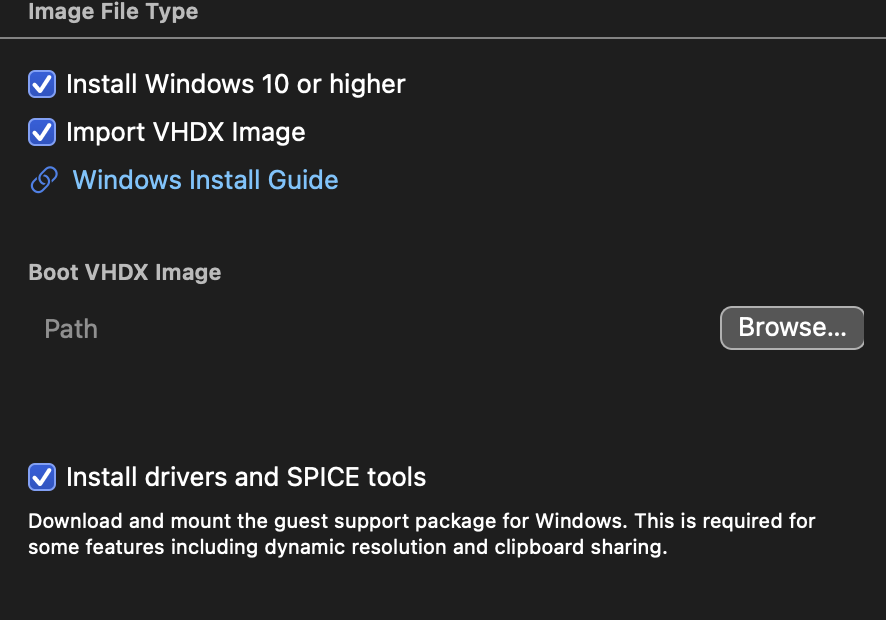 Image File Type
Install Windows 10 or higher
Import VHDX Image
Windows Install Guide
Boot VHDX Image
Path
Browse...
Install drivers and SPICE tools
Download and mount the guest support package for Windows. This is required for
some features including dynamic resolution and clipboard sharing.